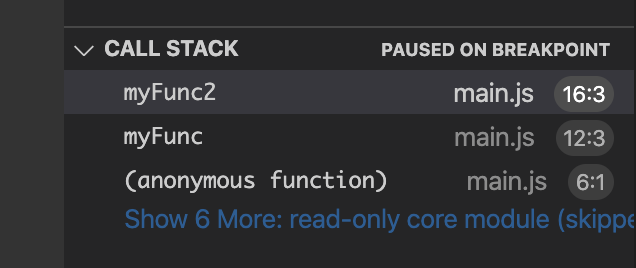 CALL STACK PAUSED ON BREAKPOINT
myFunc2 main.js 16:3
myFunc main.js 12:3
(anonymous function) main.js 6:1
Show 6 More: read-only core module (skippe